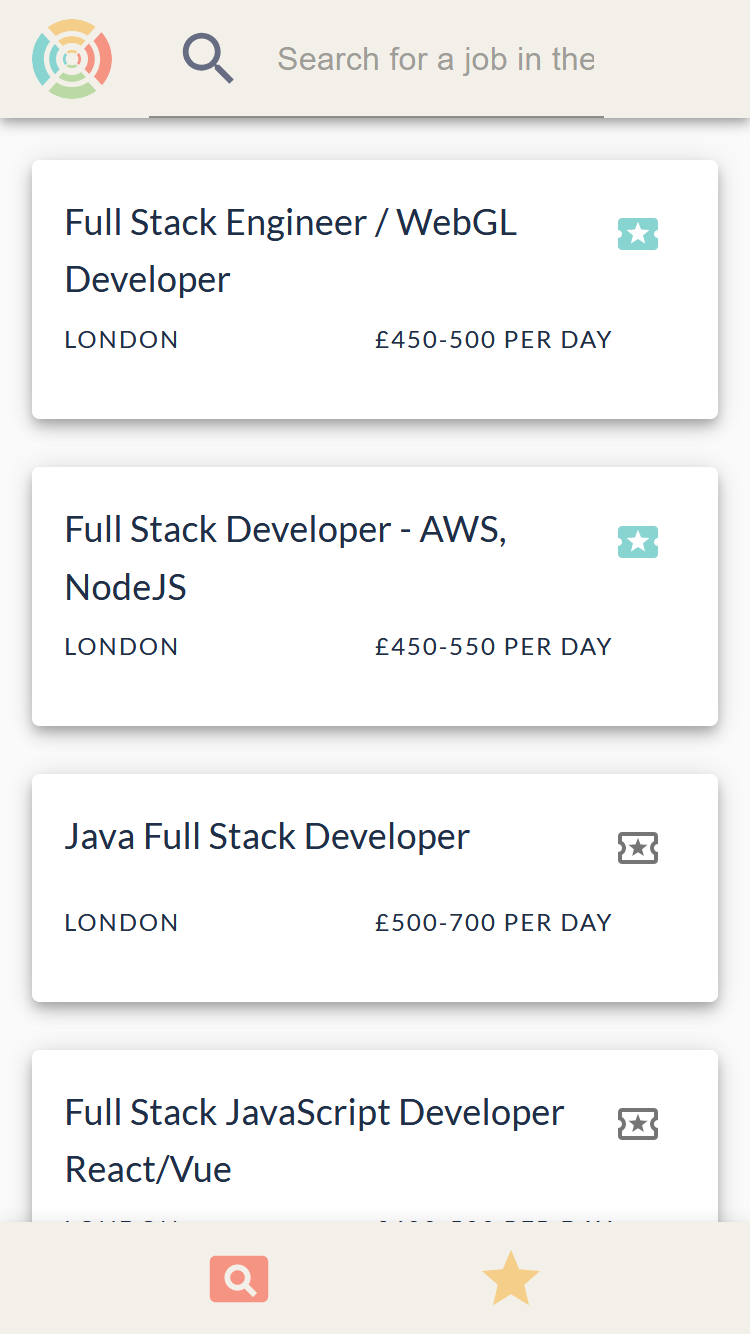 Search for a job in the
Full Stack Engineer / WebGL
Developer
LONDON £450-500 PER DAY
Full Stack Developer - AWS,
NodeJS
LONDON £450-550 PER DAY
Java Full Stack Developer
LONDON £500-700 PER DAY
Full Stack JavaScript Developer
React/Vue